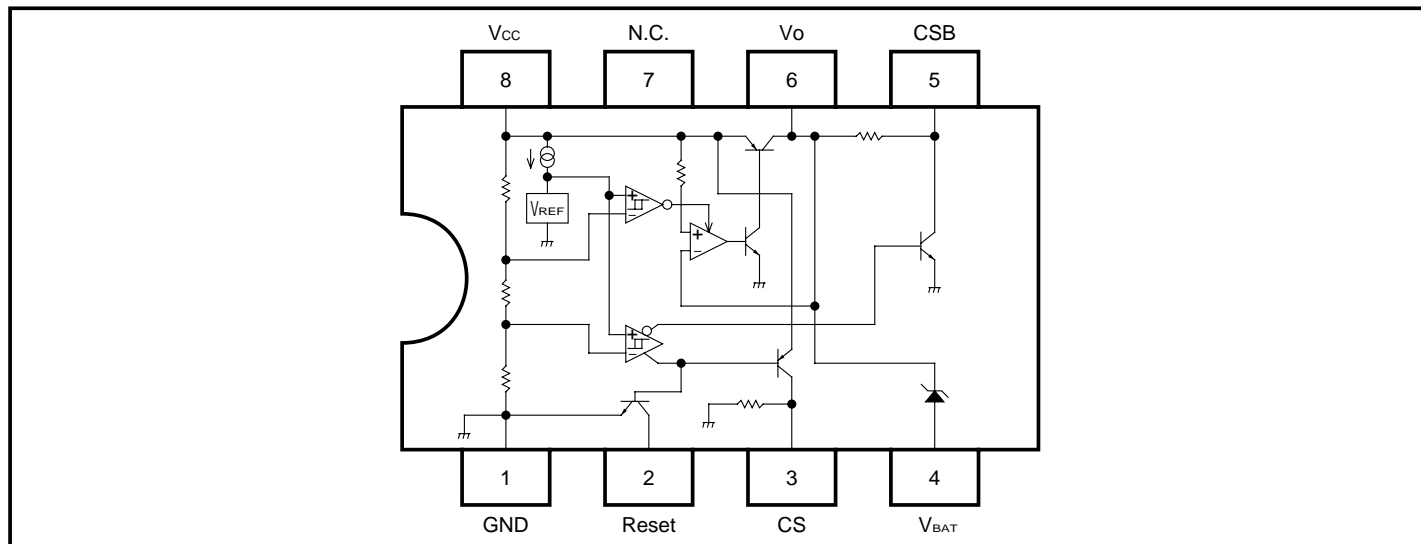 VCC N.C. Vo CSB
8 7 6 5
VREF
+
−
+
−
+
−
1 2 3 4
GND Reset CS VBAT